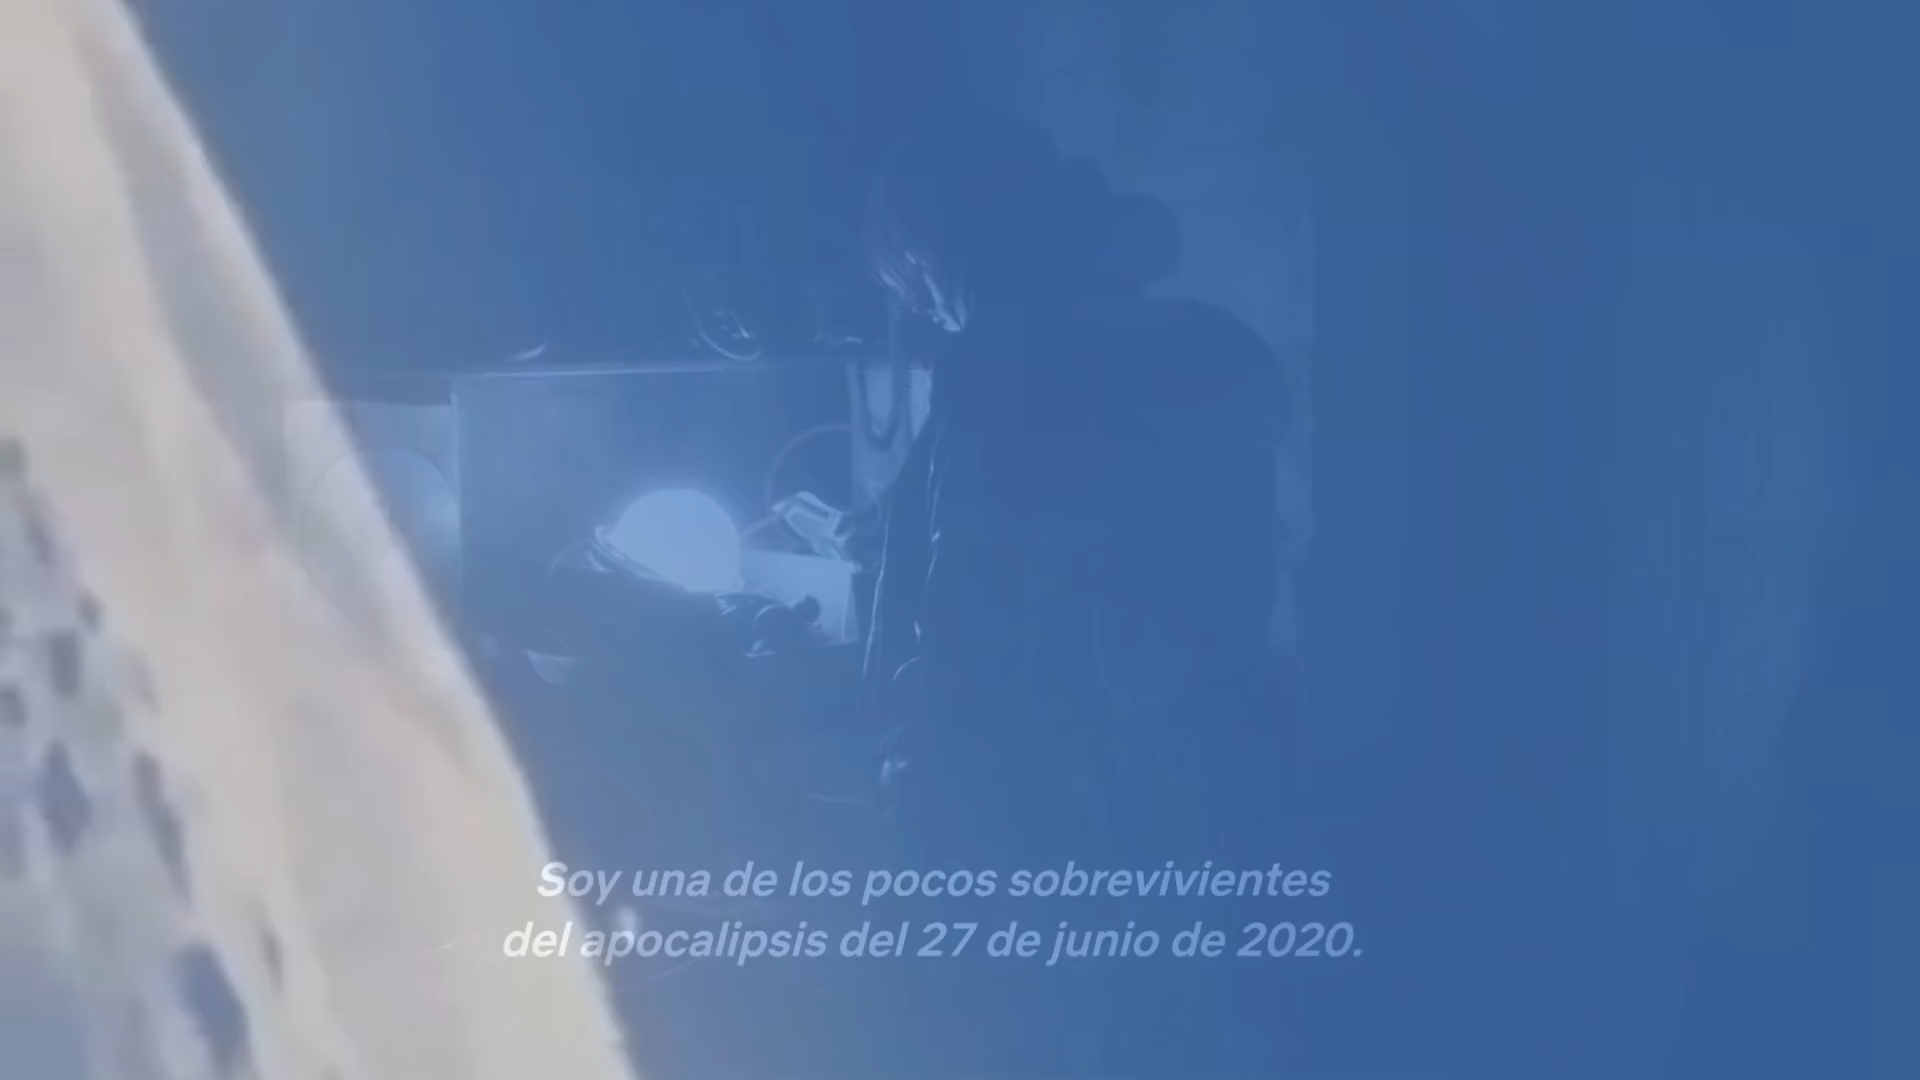 Soy una de los pocos sobrevivientes
del apocalipsis del 27 de junio de 2020.